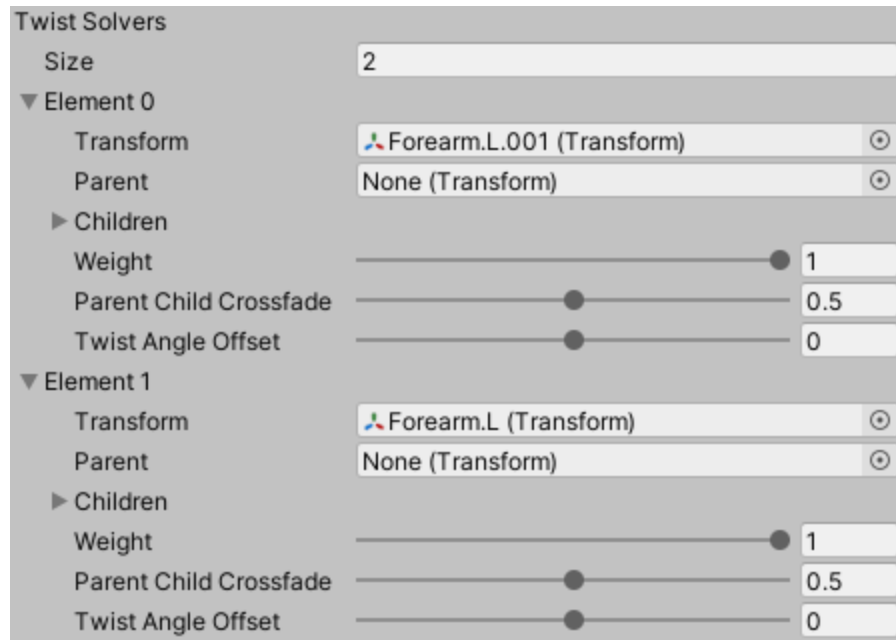 Twist Solvers
Size 2
Element 0
Transform Forearm.L.001 (Transform)
Parent None (Transform)
Children
Weight 1
Parent Child Crossfade 0.5
Twist Angle Offset 0
Element 1
Transform Forearm.L (Transform)
Parent None (Transform)
Children
Weight 1
Parent Child Crossfade 0.5
Twist Angle Offset 0